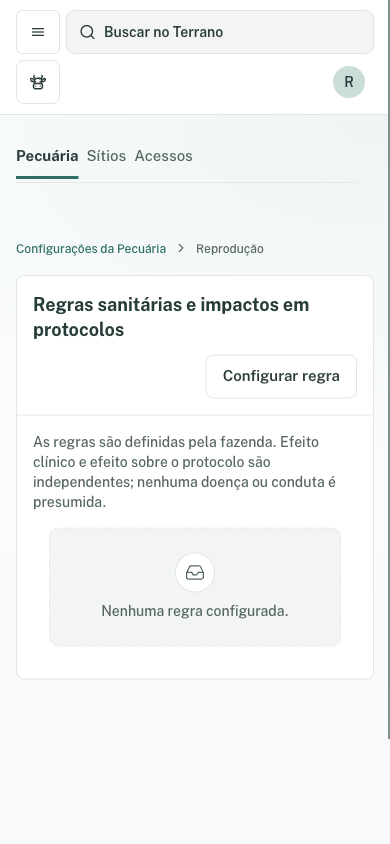 Buscar no Terrano
R
Pecuária Sítios Acessos
Configurações da Pecuária > Reprodução
Regras sanitárias e impactos em
protocolos
Configurar regra
As regras são definidas pela fazenda. Efeito
clínico e efeito sobre o protocolo são
independentes; nenhuma doença ou conduta é
presumida.
Nenhuma regra configurada.